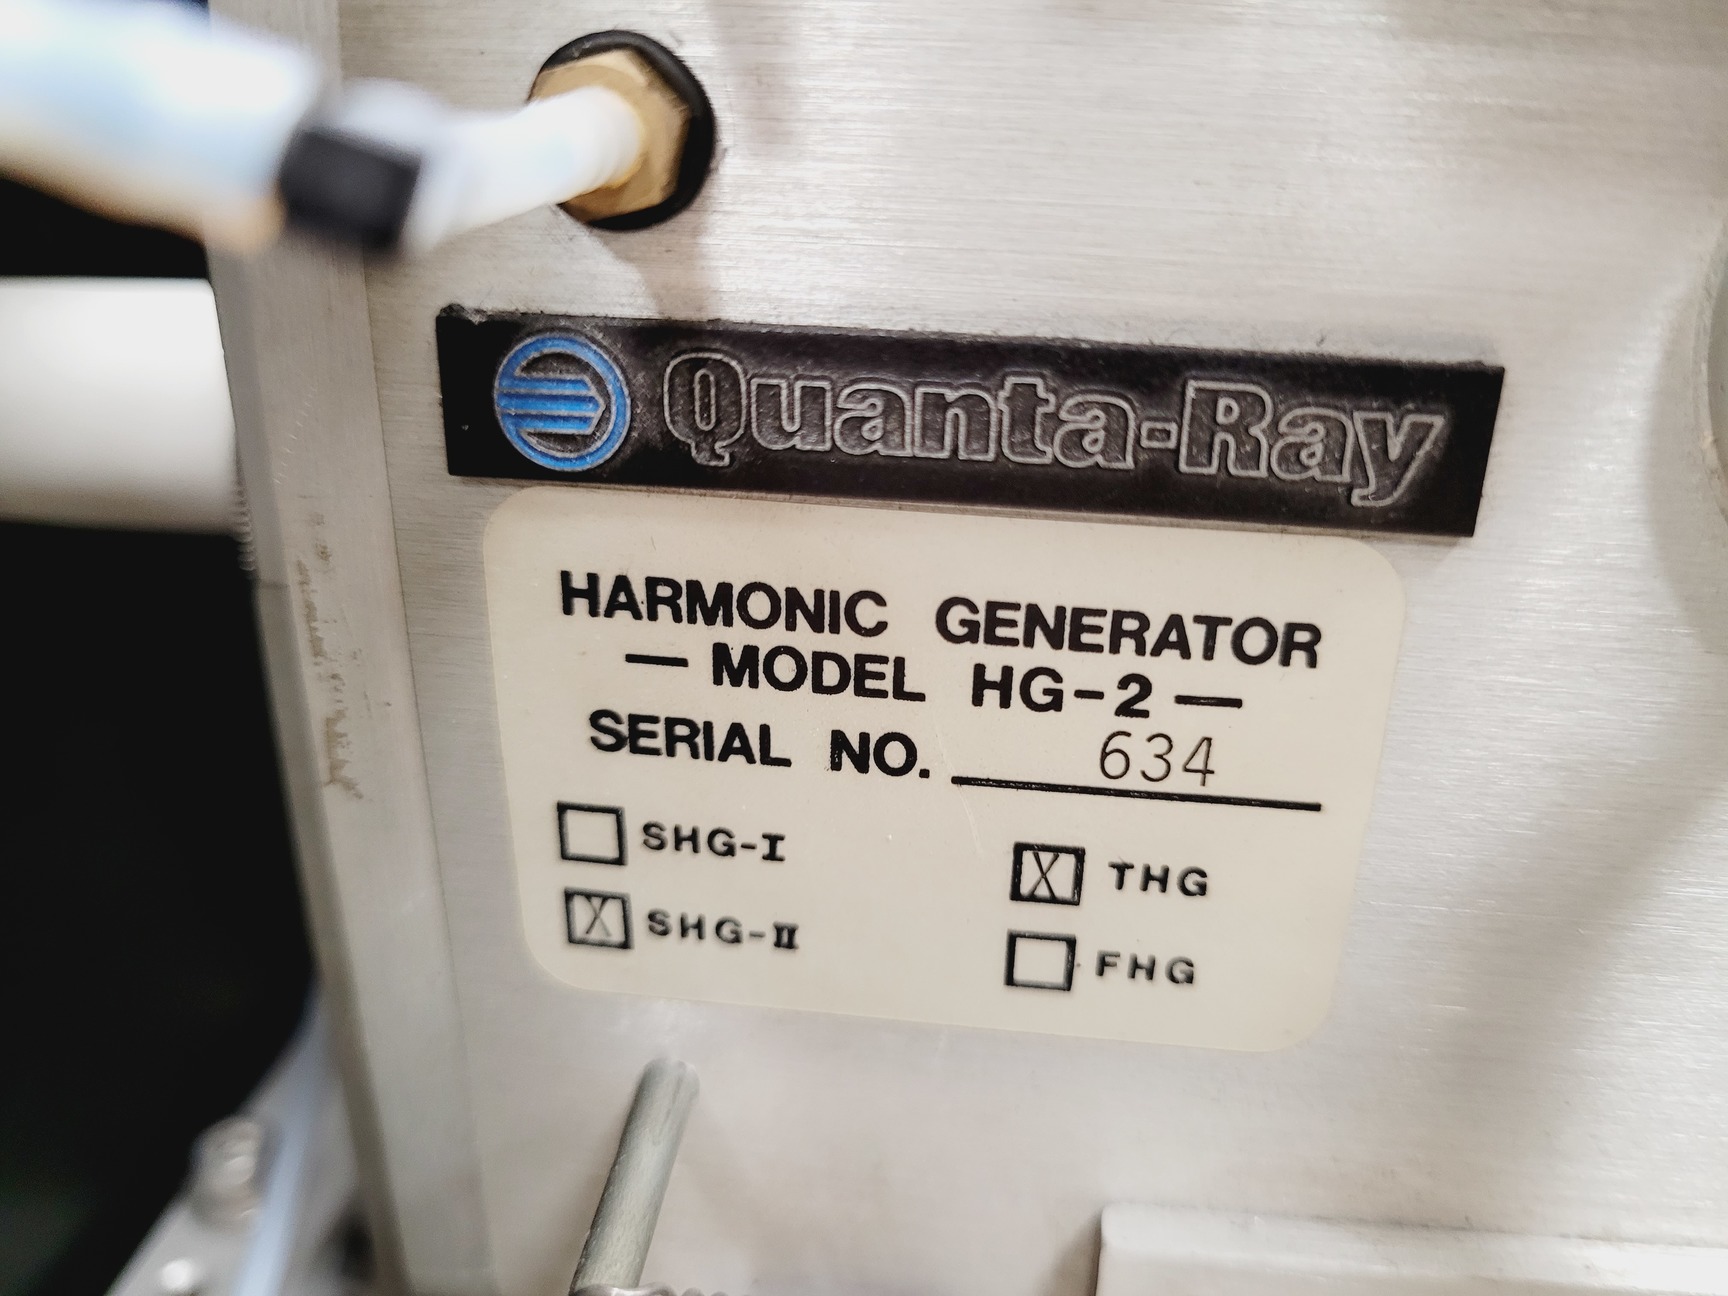 Quanta-Ray
HARMONIC GENERATOR
— MODEL HG-2 —
SERIAL NO. 634
SHG-I
X THG
X SHG-II
FHG